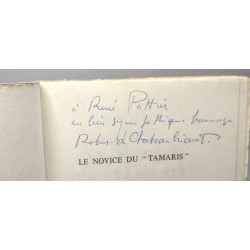 à René Pottier
en très sympathique hommage
Robert de Chateaubriant
LE NOVICE DU "TAMARIS"